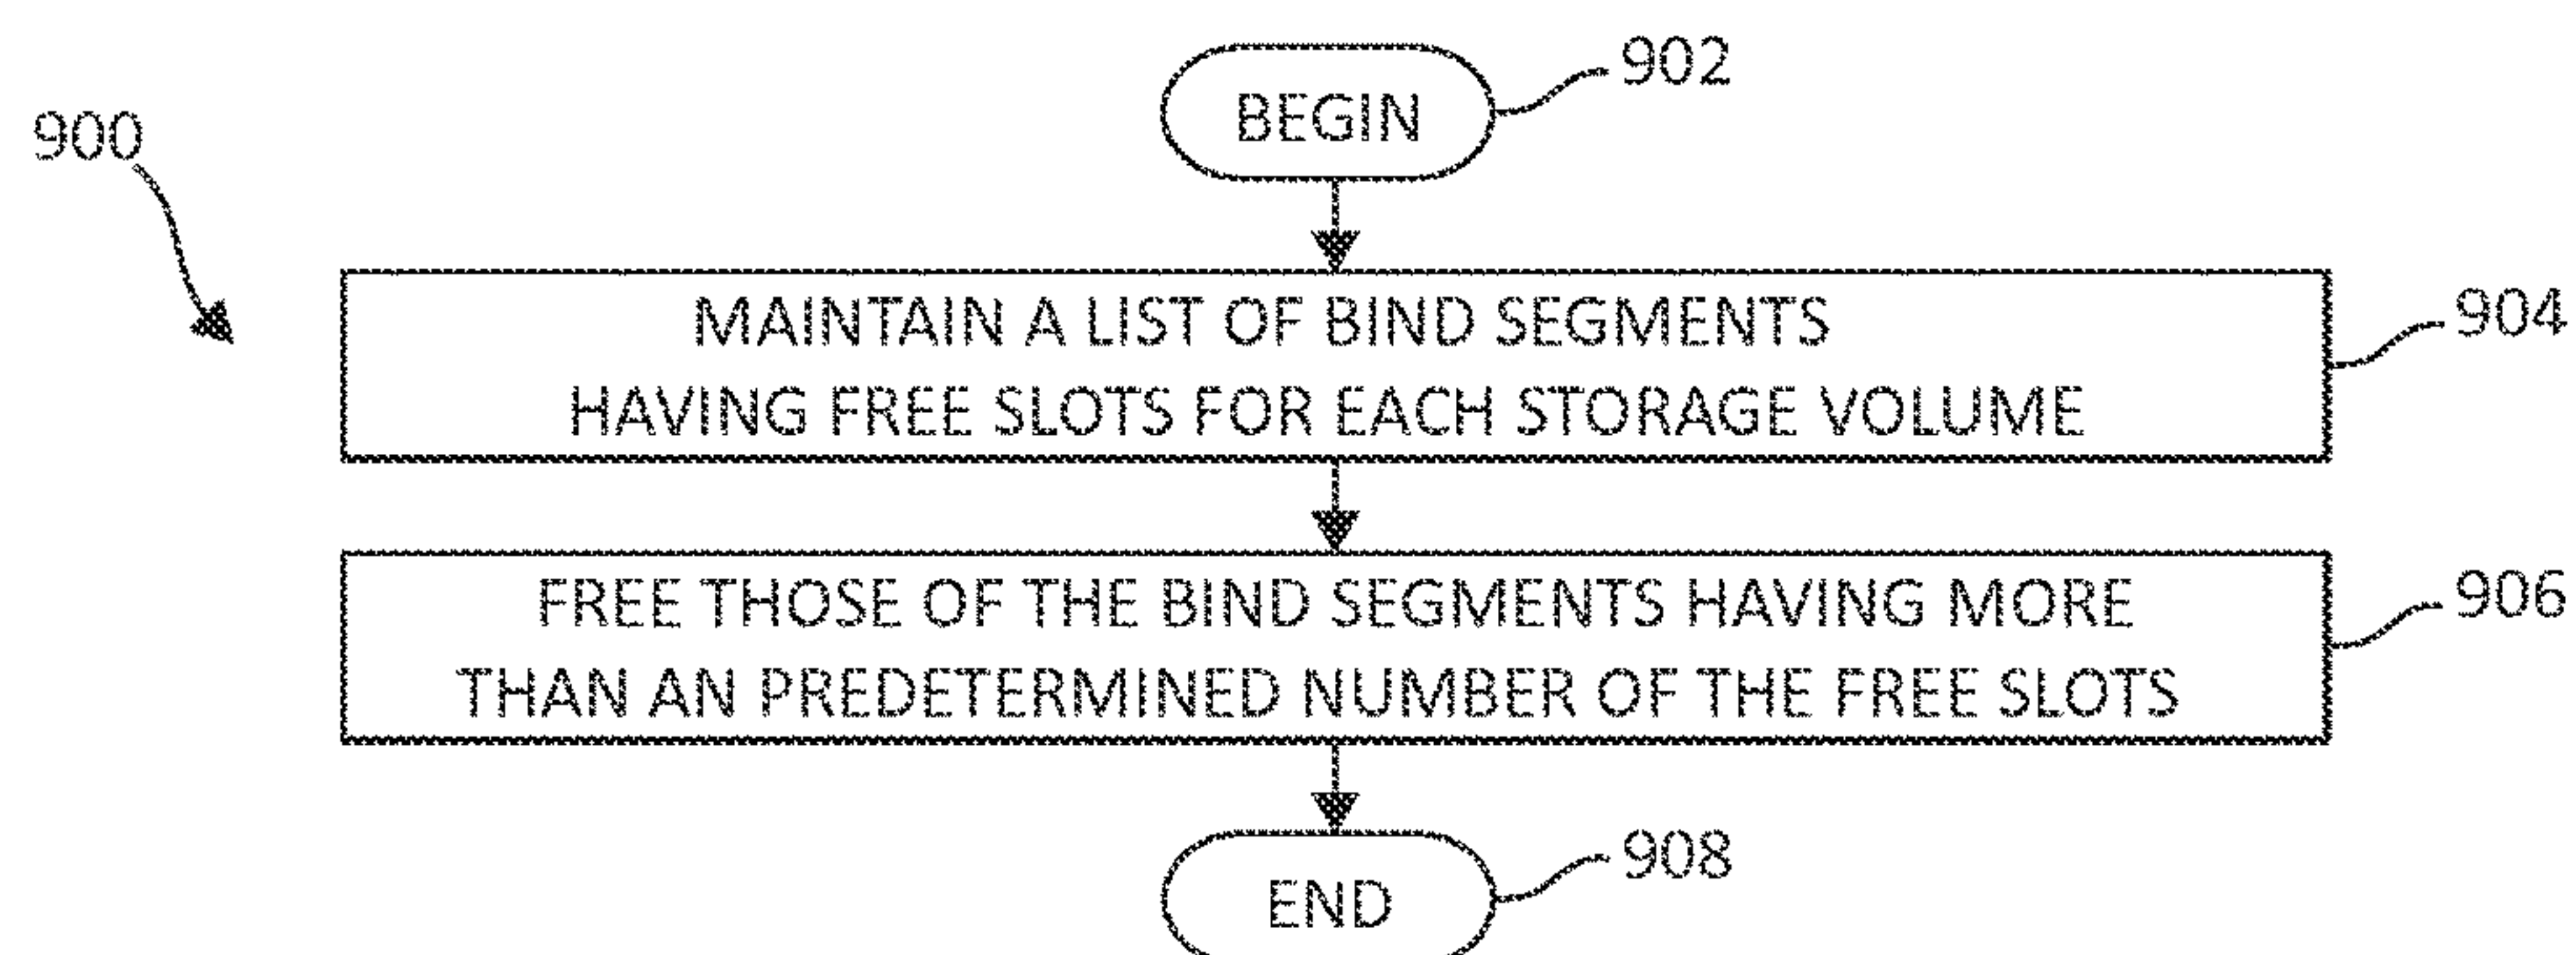 902
BEGIN
900
MAINTAIN A LIST OF BIND SEGMENTS
HAVING FREE SLOTS FOR EACH STORAGE VOLUME
904
FREE THOSE OF THE BIND SEGMENTS HAVING MORE
THAN AN PREDETERMINED NUMBER OF THE FREE SLOTS
906
908
END